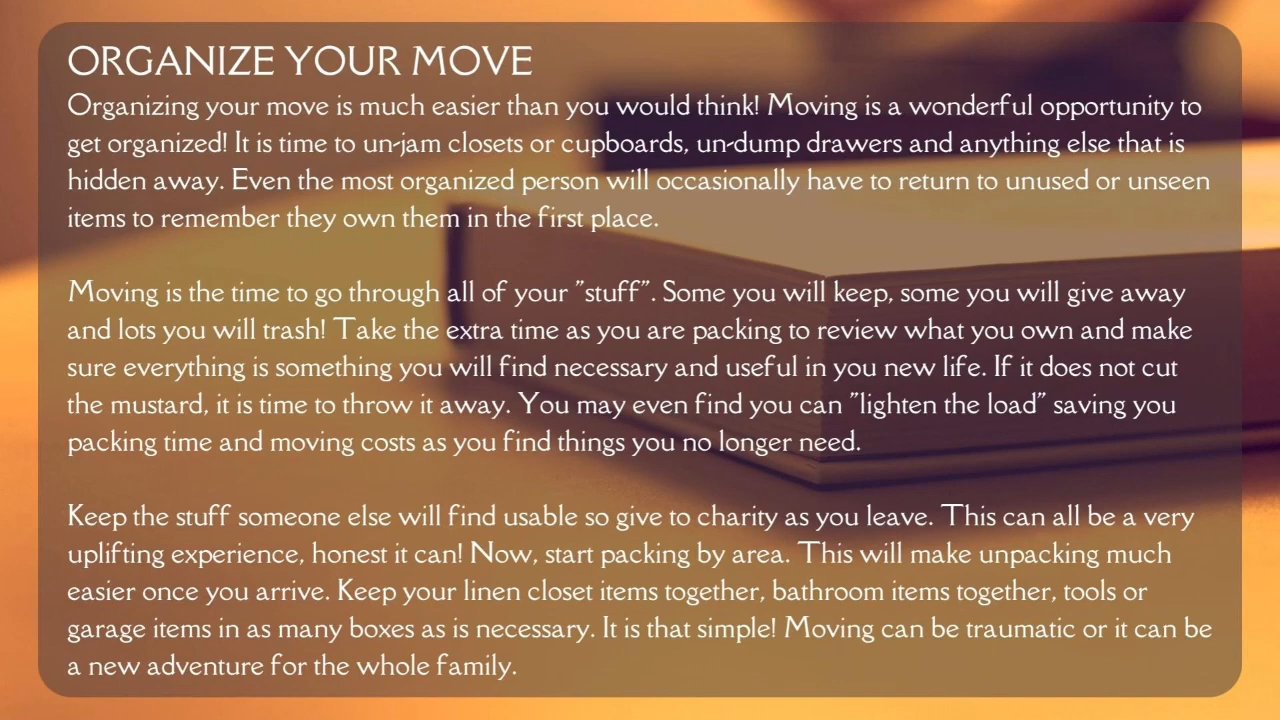 ORGANIZE YOUR MOVE
Organizing your move is much easier than you would think! Moving is a wonderful opportunity to
get organized! It is time to un-jam closets or cupboards, un-dump drawers and anything else that is
hidden away. Even the most organized person will occasionally have to return to unused or unseen
items to remember they own them in the first place.
Moving is the time to go through all of your "stuff". Some you will keep, some you will give away
and lots you will trash! Take the extra time as you are packing to review what you own and make
sure everything is something you will find necessary and useful in you new life. If it does not cut
the mustard, it is time to throw it away. You may even find you can "lighten the load" saving you
packing time and moving costs as you find things you no longer need.
Keep the stuff someone else will find usable so give to charity as you leave. This can all be a very
uplifting experience, honest it can! Now, start packing by area. This will make unpacking much
easier once you arrive. Keep your linen closet items together, bathroom items together, tools or
garage items in as many boxes as is necessary. It is that simple! Moving can be traumatic or it can be
a new adventure for the whole family.